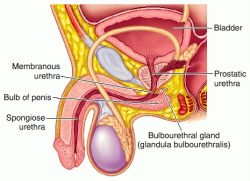 Bladder
Membranous
urethra
Prostatic
urethra
Bulb of penis
Spongiose
urethra
Bulbourethral gland
(glandula bulbourethralis)